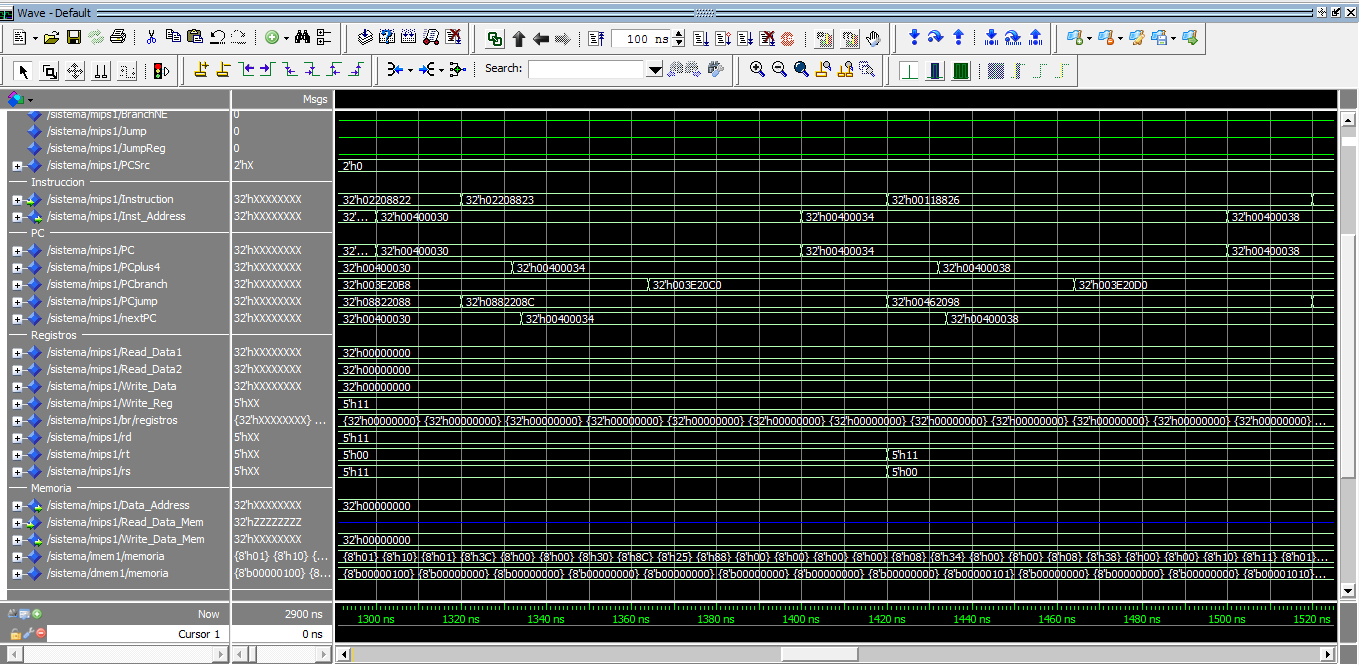 Wave - Default
100 ns
Search:
Msgs
/sistema/mips1/BranchNE 0
/sistema/mips1/Jump 0
/sistema/mips1/JumpReg 0
/sistema/mips1/PCSrc 2'hX 2'h0
Instruccion
/sistema/mips1/Instruction 32'hXXXXXXXX 32'h02208822 32'h02208823 32'h00118826
/sistema/mips1/Inst_Address 32'hXXXXXXXX 32'... 32'h00400030 32'h00400034 32'h00400038
PC
/sistema/mips1/PC 32'hXXXXXXXX 32'... 32'h00400030 32'h00400034 32'h00400038
/sistema/mips1/PCplus4 32'hXXXXXXXX 32'h00400030 32'h00400034 32'h00400038
/sistema/mips1/PCbranch 32'hXXXXXXXX 32'h003E20B8 32'h003E20C0 32'h003E20D0
/sistema/mips1/PCjump 32'hXXXXXXXX 32'h08822088 32'h0882208C 32'h00462098
/sistema/mips1/nextPC 32'hXXXXXXXX 32'h00400030 32'h00400034 32'h00400038
Registros
/sistema/mips1/Read_Data1 32'hXXXXXXXX 32'h00000000
/sistema/mips1/Read_Data2 32'hXXXXXXXX 32'h00000000
/sistema/mips1/Write_Data 32'hXXXXXXXX 32'h00000000
/sistema/mips1/Write_Reg 5'hXX 5'h11
/sistema/mips1/br/registros {32'hXXXXXXXX} ... {32'h00000000} {32'h00000000} {32'h00000000} {32'h00000000} {32'h00000000} {32'h00000000} {32'h00000000} {32'h00000000} {32'h00000000} {32'h00000000} {32'h00000000} {32'h00000000} ...
/sistema/mips1/rd 5'hXX 5'h11
/sistema/mips1/rt 5'hXX 5'h00 5'h11
/sistema/mips1/rs 5'hXX 5'h11 5'h00
Memoria
/sistema/mips1/Data_Address 32'hXXXXXXXX 32'h00000000
/sistema/mips1/Read_Data_Mem 32'hZZZZZZZZ
/sistema/mips1/Write_Data_Mem 32'hXXXXXXXX 32'h00000000
/sistema/imem1/memoria {8'h01} {8'h10} {... {8'h01} {8'h10} {8'h01} {8'h3C} {8'h00} {8'h00} {8'h30} {8'h8C} {8'h25} {8'h88} {8'h00} {8'h00} {8'h00} {8'h00} {8'h08} {8'h34} {8'h00} {8'h00} {8'h08} {8'h38} {8'h00} {8'h00} {8'h10} {8'h11} {8'h01}...
/sistema/dmem1/memoria {8'b00000100} {8... {8'b00000100} {8'b00000000} {8'b00000000} {8'b00000000} {8'b00000000} {8'b00000000} {8'b00000000} {8'b00000000} {8'b00000101} {8'b00000000} {8'b00000000} {8'b00000000} {8'b00001010}...
Now 2900 ns
Cursor 1 0 ns
1300 ns 1320 ns 1340 ns 1360 ns 1380 ns 1400 ns 1420 ns 1440 ns 1460 ns 1480 ns 1500 ns 1520 ns